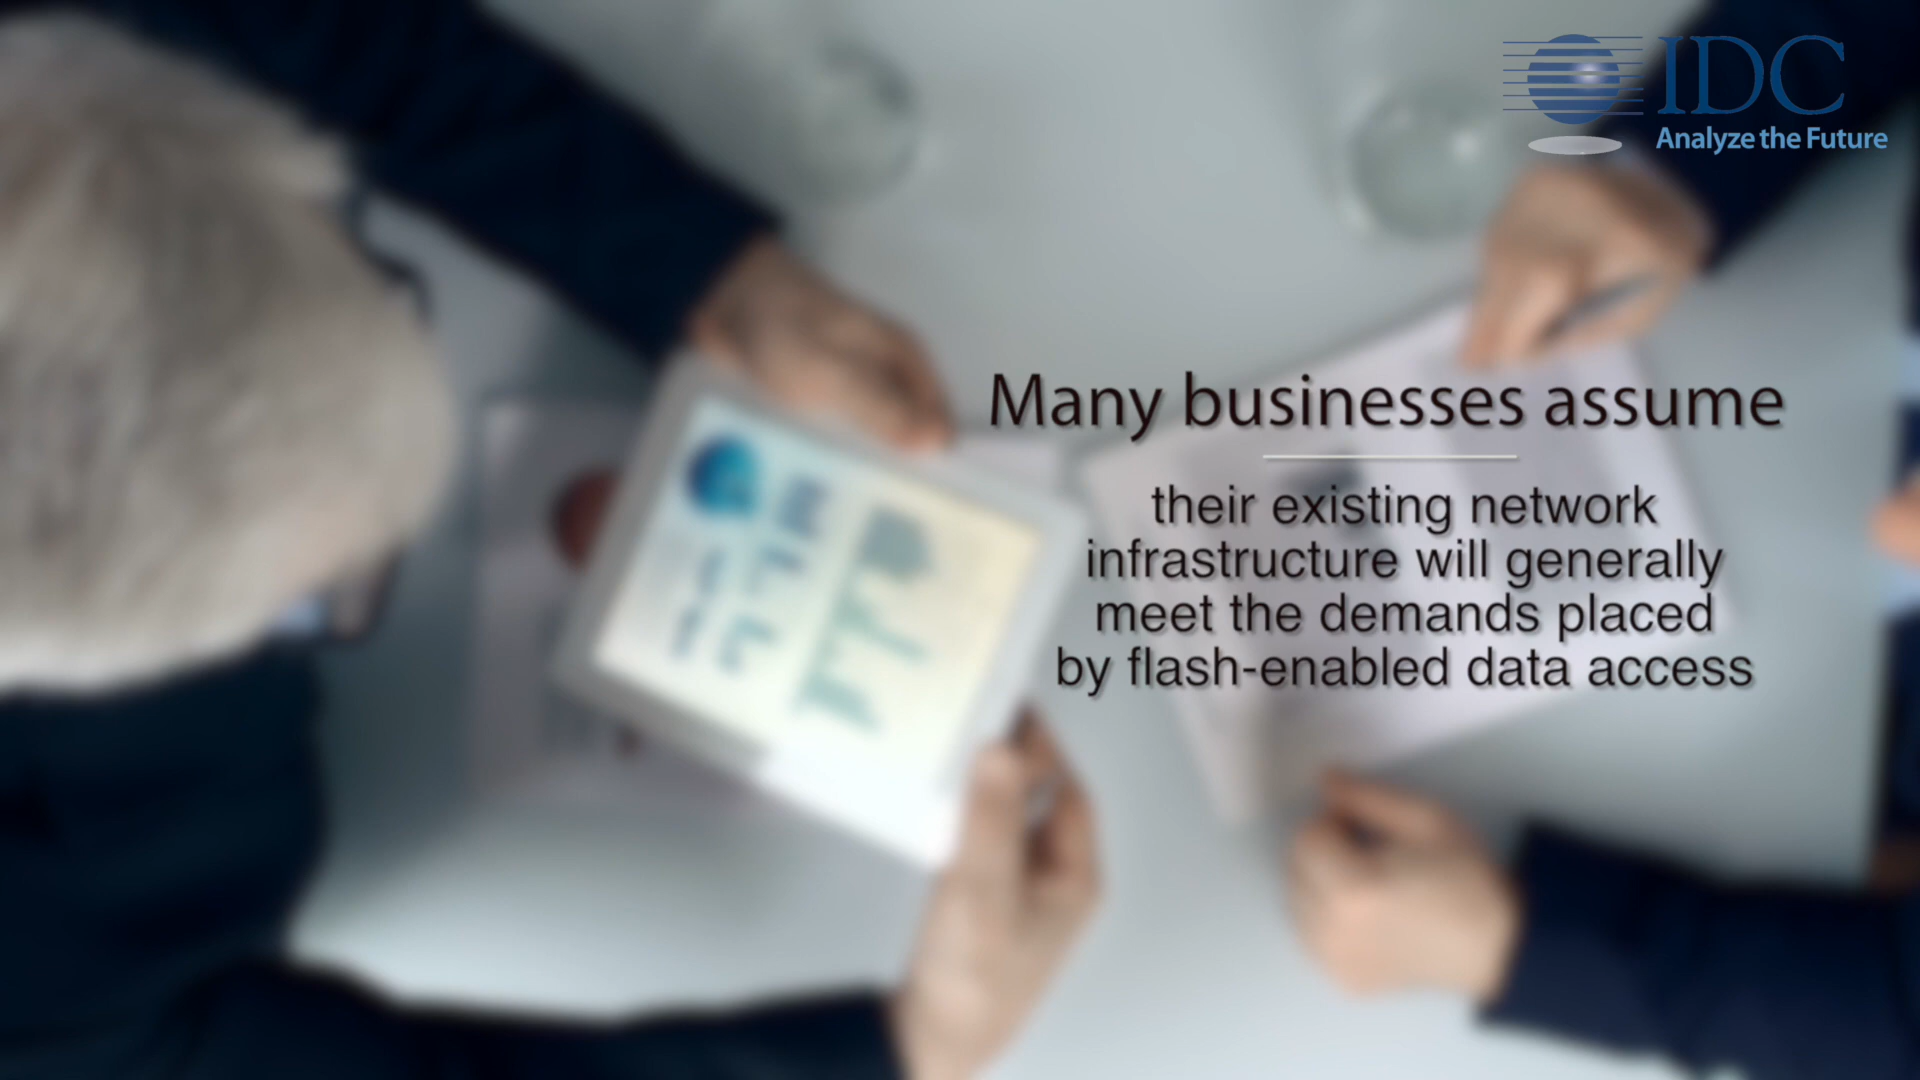 IDC
Analyze the Future
Many businesses assume
their existing network
infrastructure will generally
meet the demands placed
by flash-enabled data access